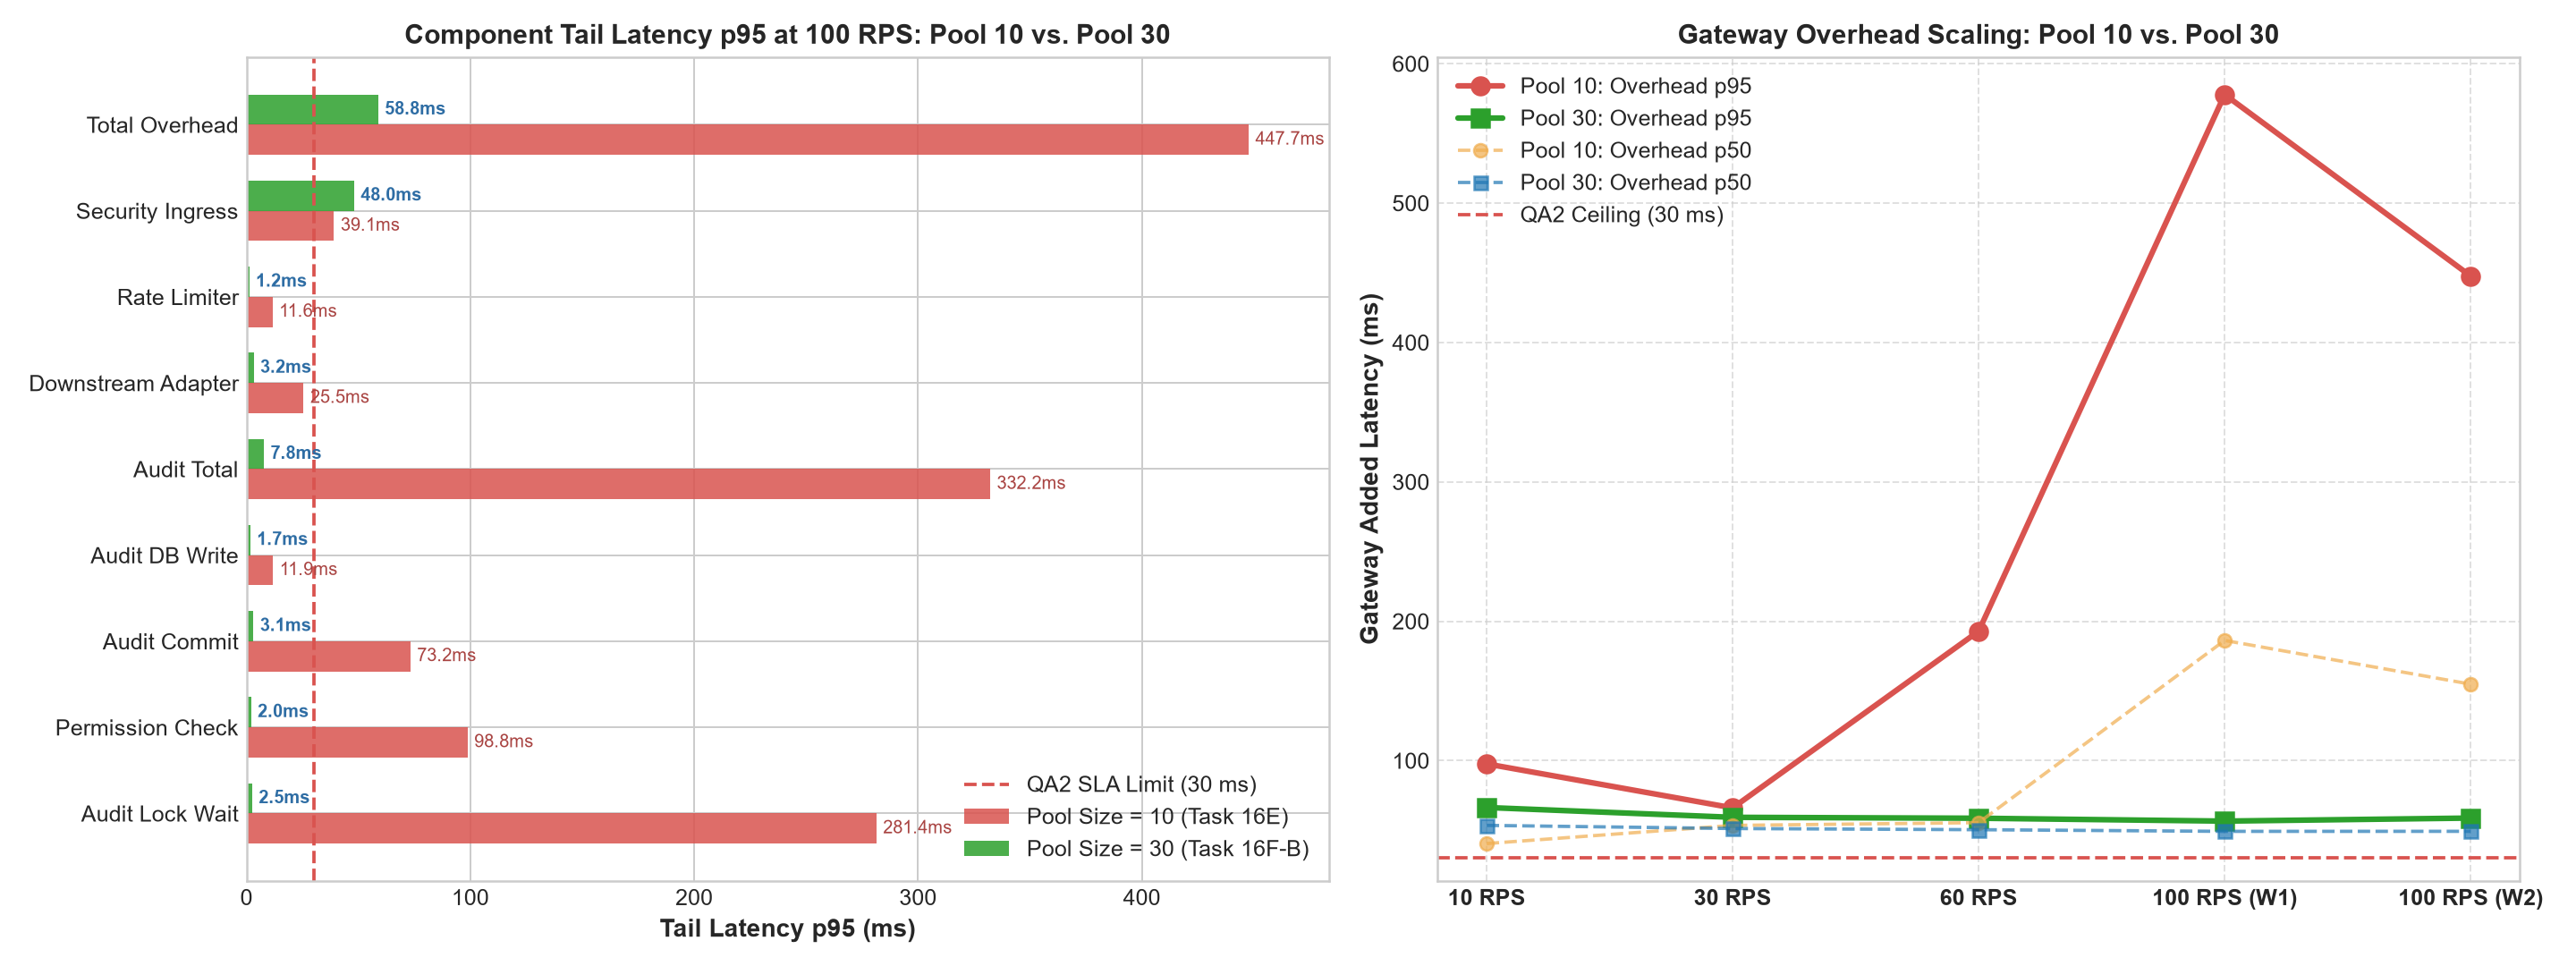 Component Tail Latency p95 at 100 RPS: Pool 10 vs. Pool 30
Total Overhead
58.8ms
447.7ms
Security Ingress
48.0ms
39.1ms
Rate Limiter
1.2ms
11.6ms
Downstream Adapter
3.2ms
25.5ms
Audit Total
7.8ms
332.2ms
Audit DB Write
1.7ms
11.9ms
Audit Commit
3.1ms
73.2ms
Permission Check
2.0ms
98.8ms
Audit Lock Wait
2.5ms
281.4ms
QA2 SLA Limit (30 ms)
Pool Size = 10 (Task 16E)
Pool Size = 30 (Task 16F-B)
0 100 200 300 400
Tail Latency p95 (ms)
Gateway Overhead Scaling: Pool 10 vs. Pool 30
Gateway Added Latency (ms)
600
500
400
300
200
100
Pool 10: Overhead p95
Pool 30: Overhead p95
Pool 10: Overhead p50
Pool 30: Overhead p50
QA2 Ceiling (30 ms)
10 RPS 30 RPS 60 RPS 100 RPS (W1) 100 RPS (W2)